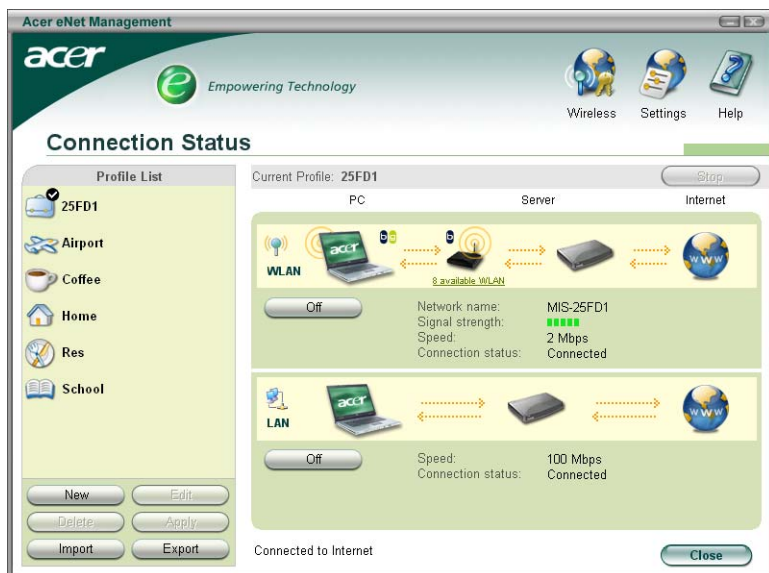 Acer eNet Management
acer
e
Empowering Technology
Wireless
Settings
Help
Connection Status
Profile List
25FD1
Airport
Coffee
Home
Res
School
New
Edit
Delete
Apply
Import
Export
Current Profile: 25FD1
Stop
PC
Server
Internet
WLAN
acer
b g
b
8 available WLAN
WWW
Off
Network name: MIS-25FD1
Signal strength:
Speed: 2 Mbps
Connection status: Connected
LAN
acer
WWW
Off
Speed: 100 Mbps
Connection status: Connected
Connected to Internet
Close